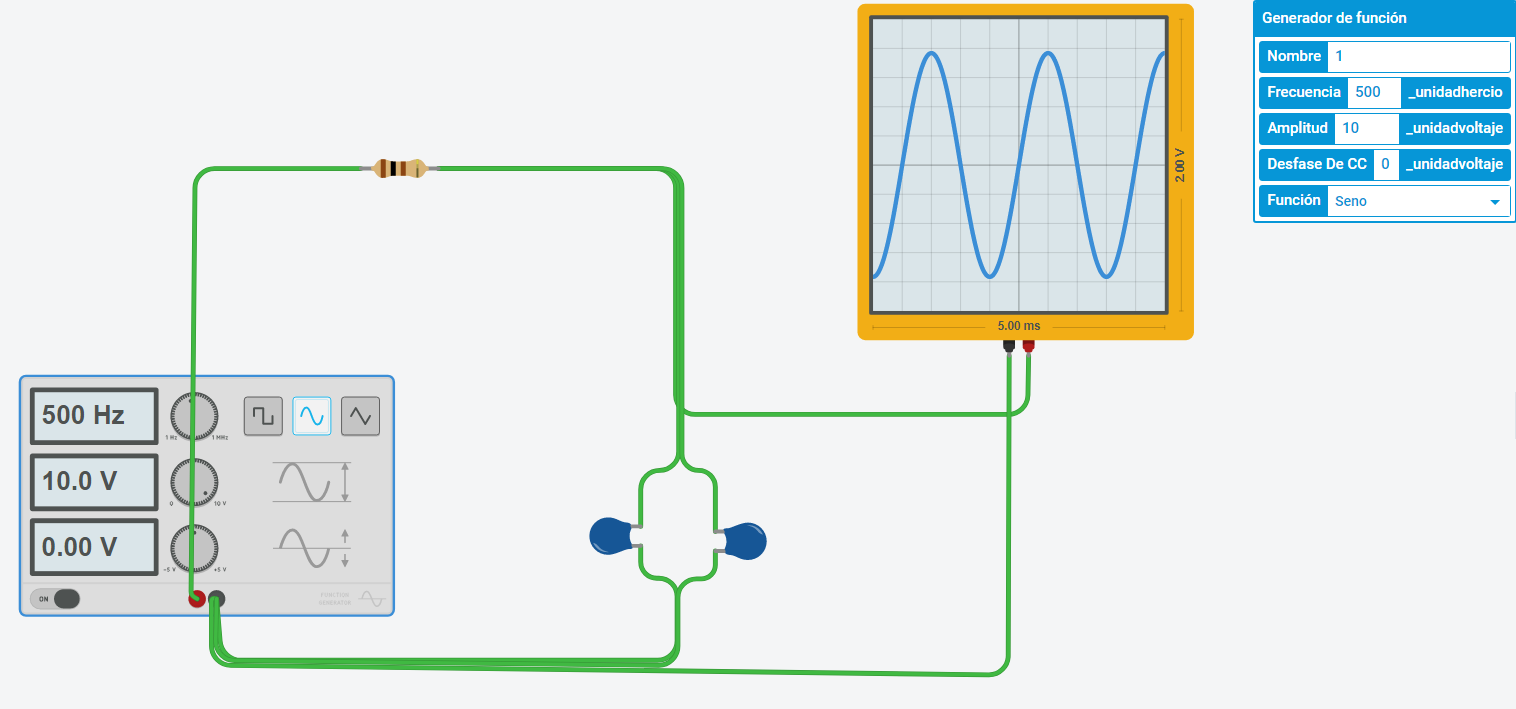 Generador de función
Nombre 1
Frecuencia 500 _unidadhercio
Amplitud 10 _unidadvoltaje
Desfase De CC 0 _unidadvoltaje
Función Seno
2.00 V
5.00 ms
500 Hz
1 Hz 1 MHz
10.0 V
0 10 V
0.00 V
-5 V +5 V
ON
FUNCTION
GENERATOR